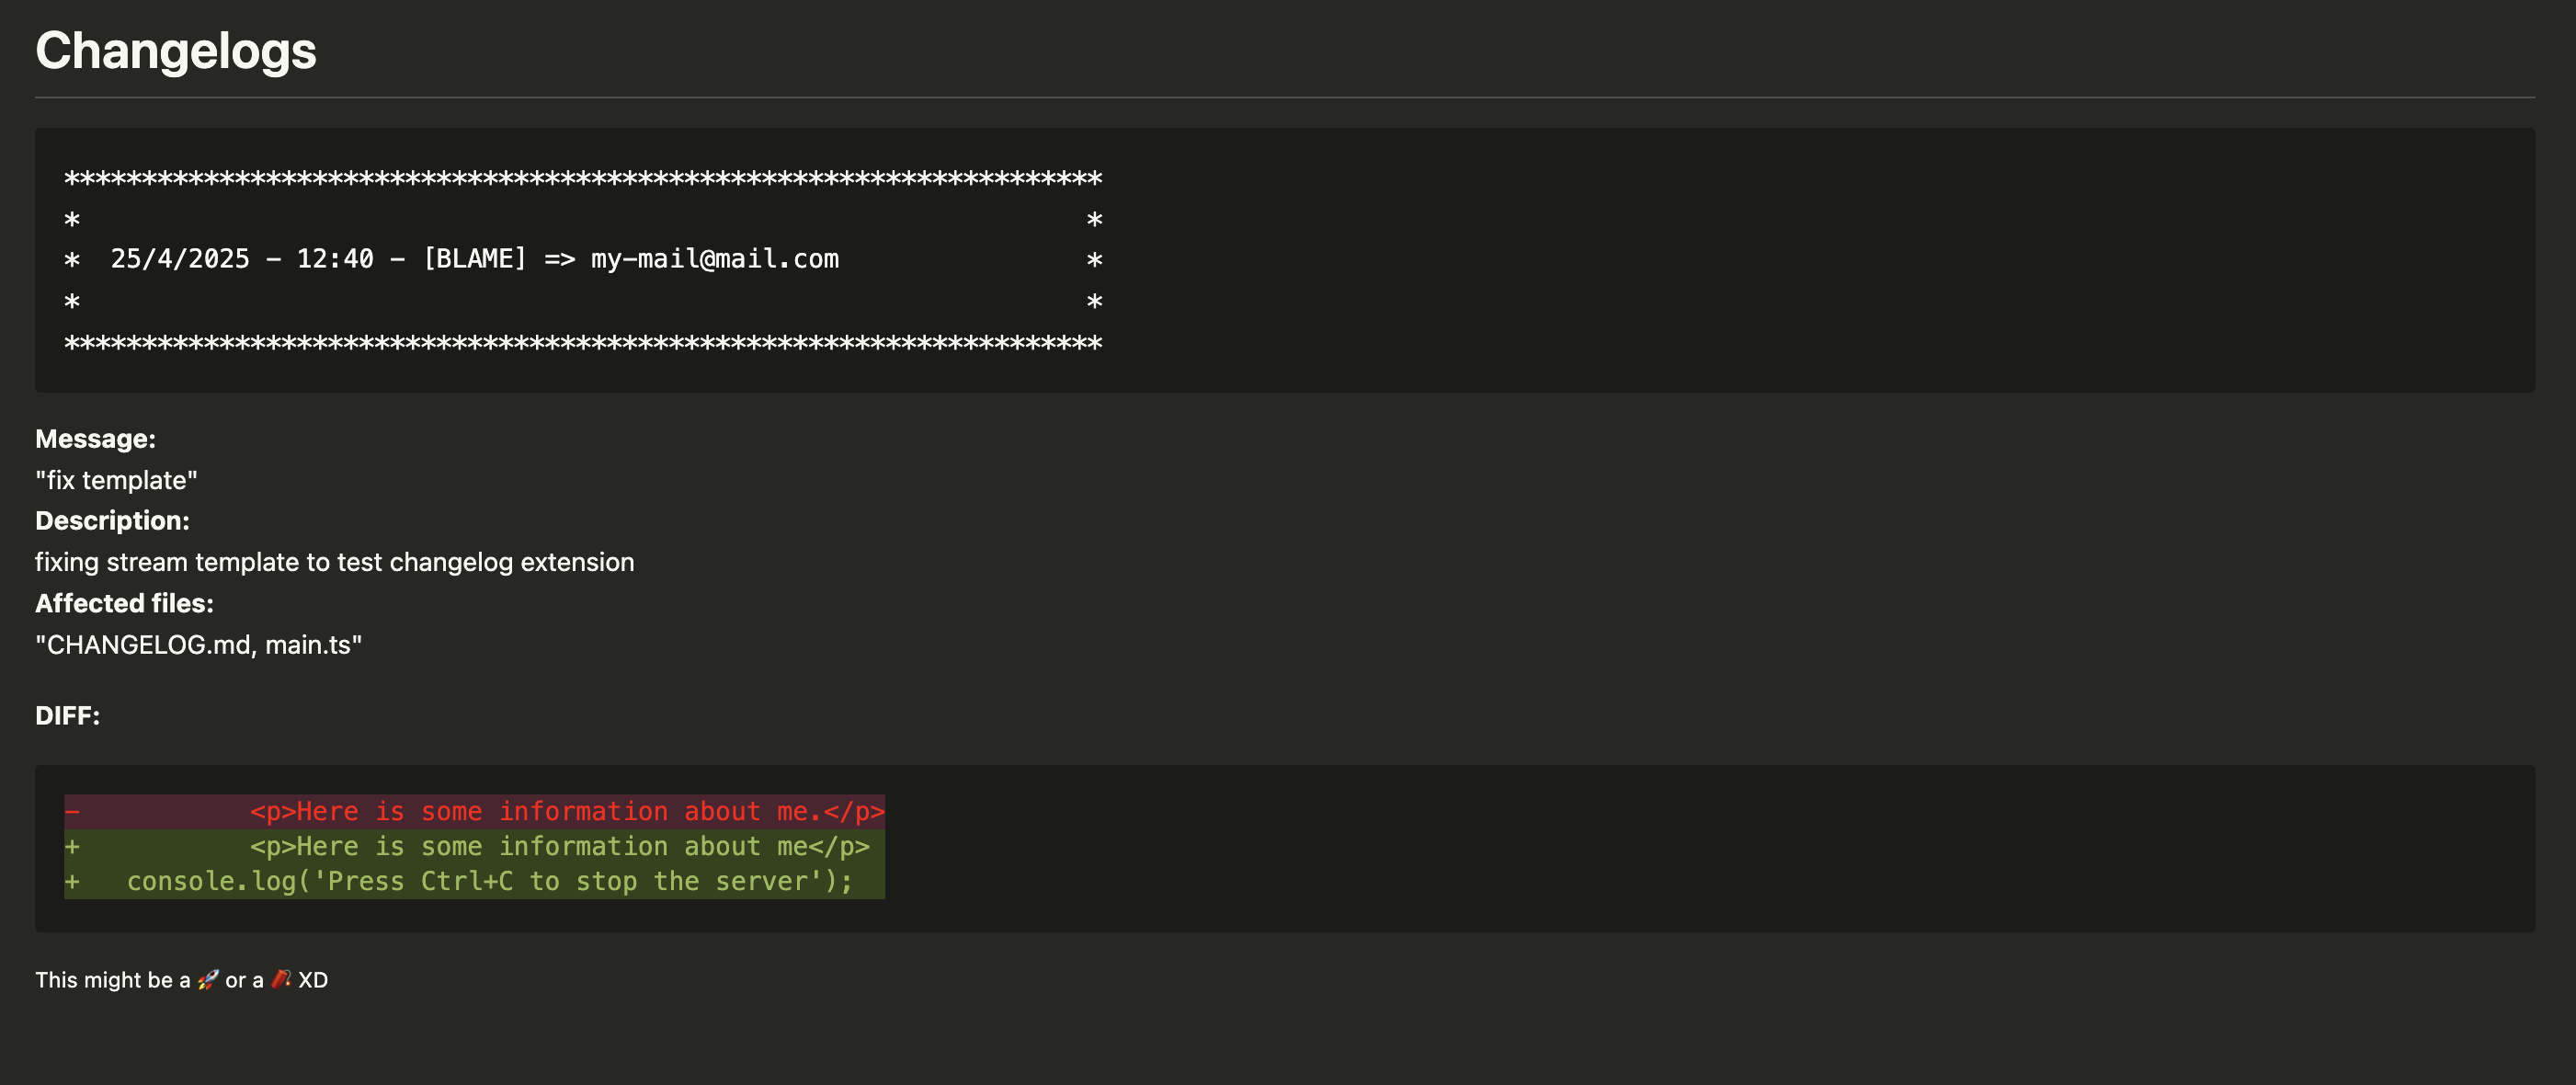 Changelogs
*******************************************************************
*                                                                 *
*  25/4/2025 - 12:40 - [BLAME] => my-mail@mail.com                *
*                                                                 *
*******************************************************************
Message:
"fix template"
Description:
fixing stream template to test changelog extension
Affected files:
"CHANGELOG.md, main.ts"
DIFF:
-           <p>Here is some information about me.</p>
+           <p>Here is some information about me</p>
+   console.log('Press Ctrl+C to stop the server');
This might be a 🚀 or a 🧨 XD